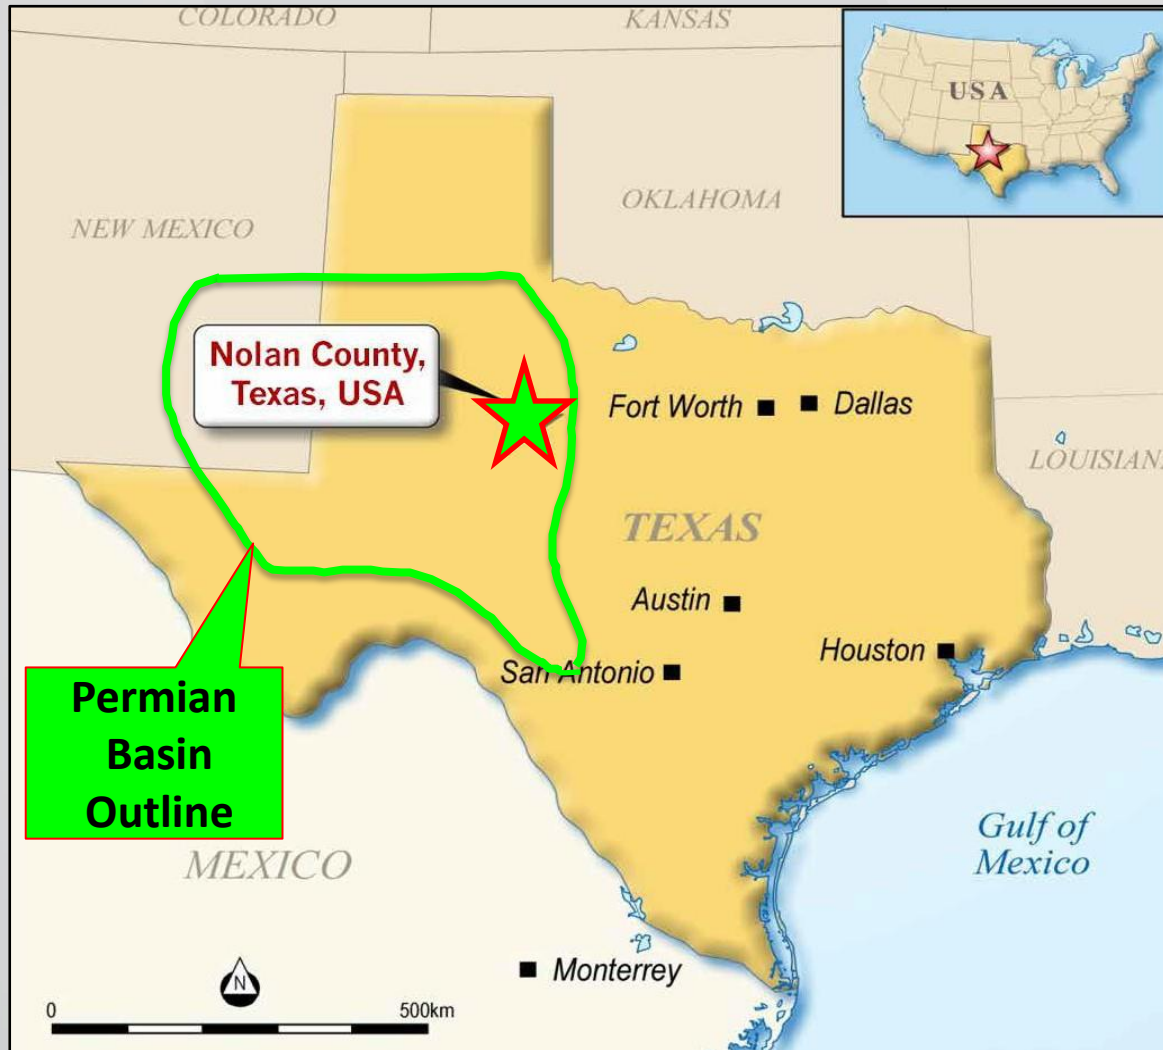 COLORADO
KANSAS
USA
OKLAHOMA
NEW MEXICO
Nolan County,
Texas, USA
Fort Worth
Dallas
LOUISIAN
TEXAS
Austin
Houston
San Antonio
Permian
Basin
Outline
Gulf of
Mexico
MEXICO
Monterrey
N
0
500km